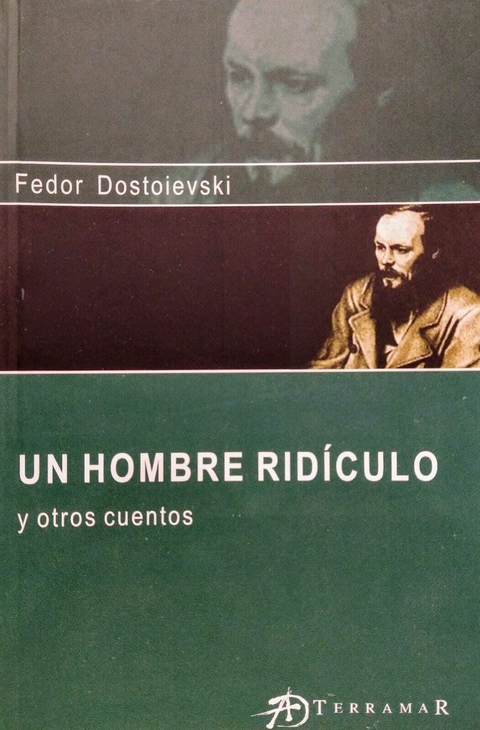 Fedor Dostoievski
UN HOMBRE RIDÍCULO
y otros cuentos
TERRAMAR